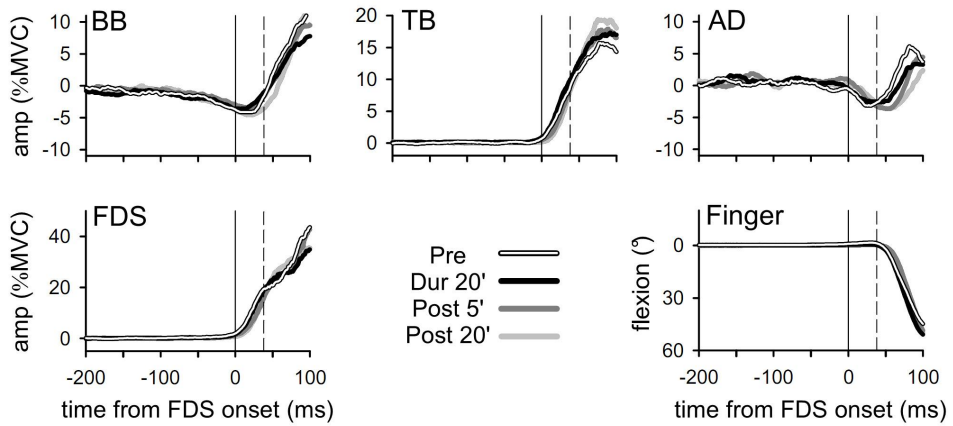 BB
TB
AD
amp (%MVC)
10
5
0
-5
-10
20
15
10
5
0
10
5
0
-5
-10
FDS
Finger
amp (%MVC)
40
20
0
Pre
Dur 20'
Post 5'
Post 20'
flexion (°)
0
30
60
-200 -100 0 100
time from FDS onset (ms)
-200 -100 0 100
time from FDS onset (ms)